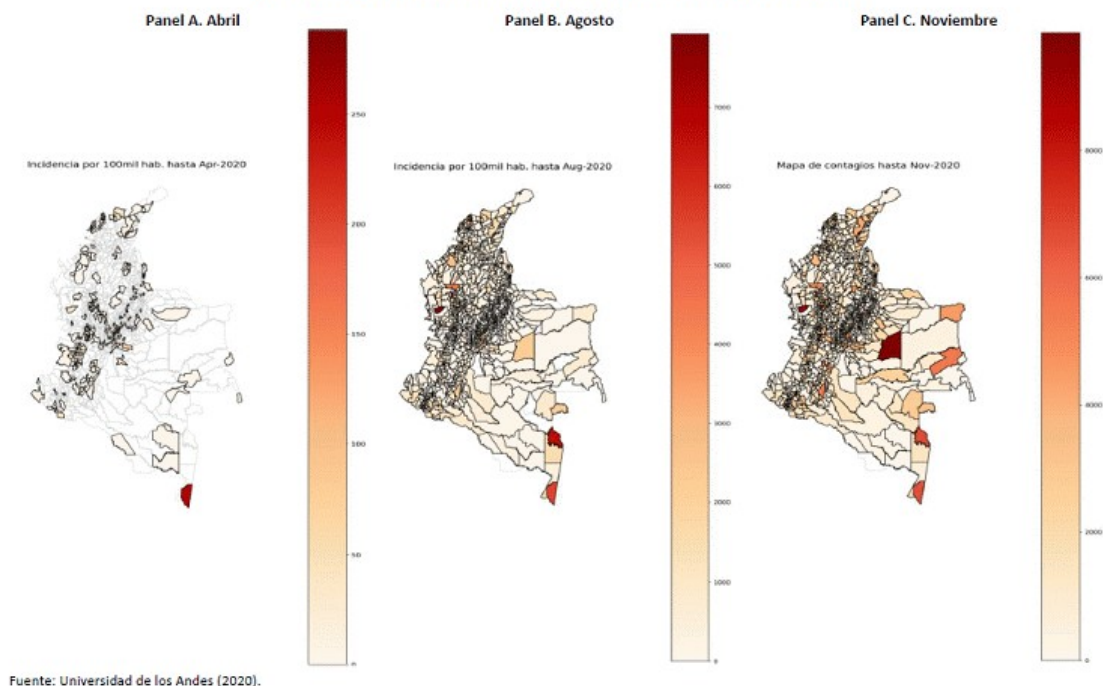 Panel A. Abril
Panel B. Agosto
Panel C. Noviembre
Incidencia por 100mil hab. hasta Apr-2020
Incidencia por 100mil hab. hasta Aug-2020
Mapa de contagios hasta Nov-2020
250
200
150
100
50
0
7000
6000
5000
4000
3000
2000
1000
0
8000
6000
4000
2000
0
Fuente: Universidad de los Andes (2020).